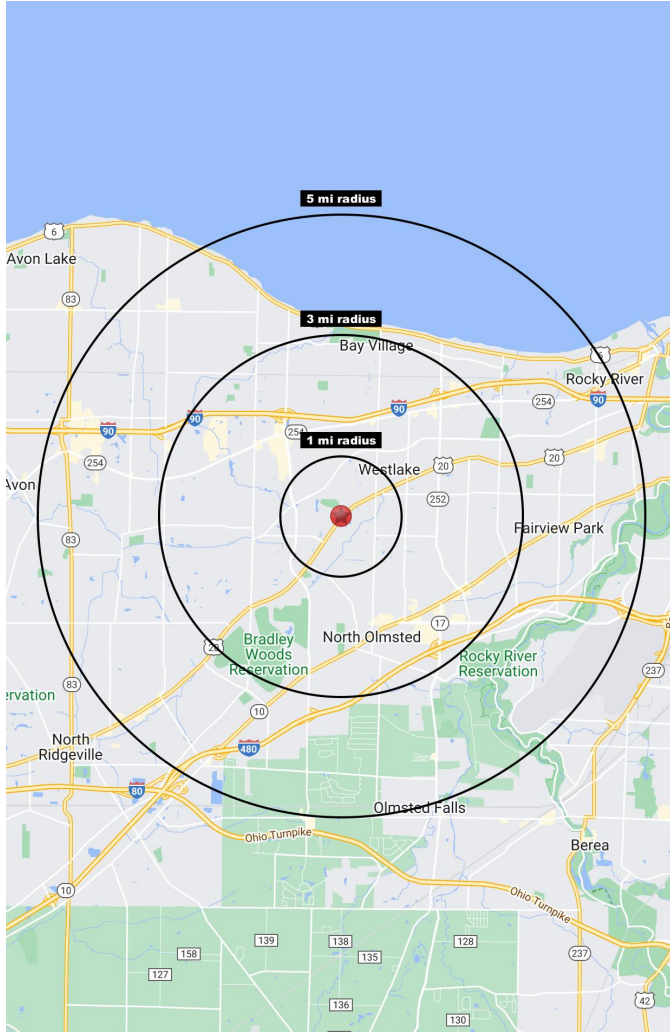 5 mi radius
6
Avon Lake
83
3 mi radius
Bay Village
6
Rocky River
90
90
254
90
90
254
1 mi radius
254
Westlake
20
20
Avon
252
Fairview Park
83
17
North Olmsted
20
Bradley
Woods
Reservation
Rocky River
Reservation
237
83
ervation
10
North
Ridgeville
480
80
Olmsted Falls
Ohio Turnpike
Berea
10
Ohio Turnpike
158
139
138
128
135
127
237
136
42
130